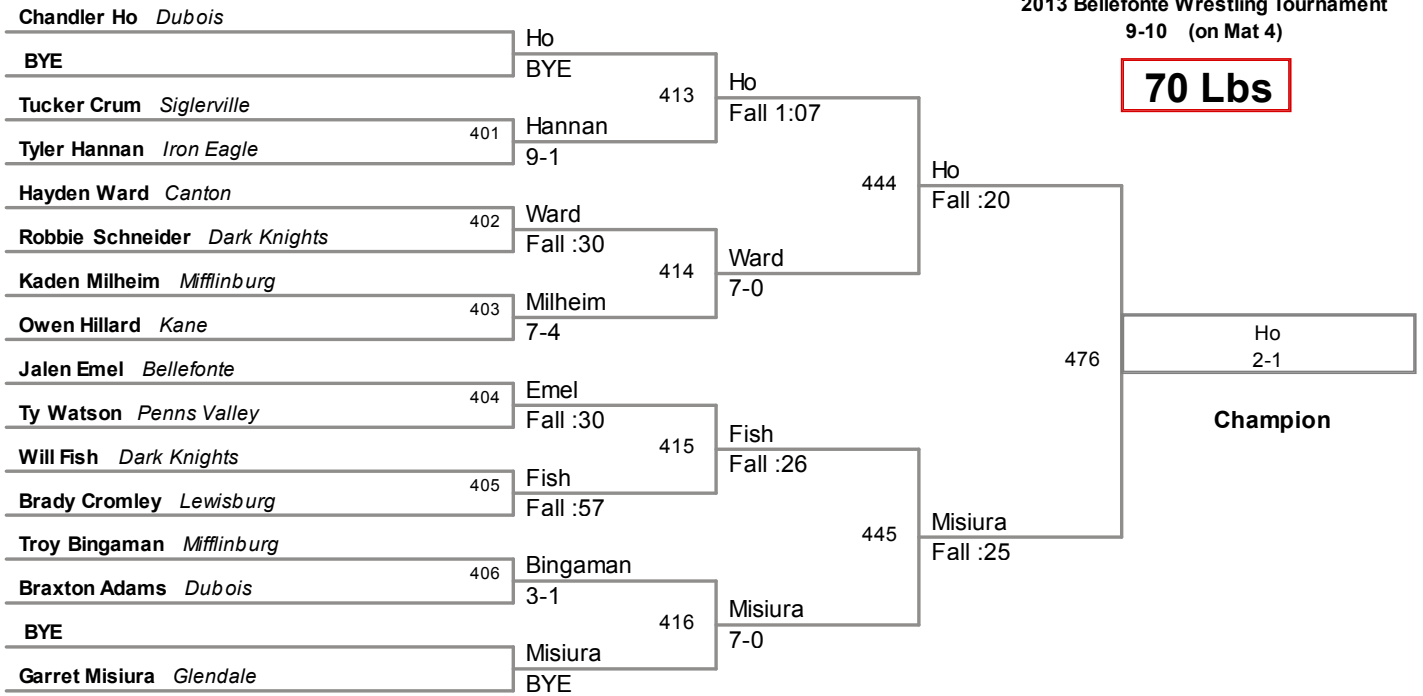 2013 Bellefonte Wrestling Tournament
9-10 (on Mat 4)
70 Lbs
Chandler Ho Dubois
BYE
Tucker Crum Siglerville
Tyler Hannan Iron Eagle
Hayden Ward Canton
Robbie Schneider Dark Knights
Kaden Milheim Mifflinburg
Owen Hillard Kane
Jalen Emel Bellefonte
Ty Watson Penns Valley
Will Fish Dark Knights
Brady Cromley Lewisburg
Troy Bingaman Mifflinburg
Braxton Adams Dubois
BYE
Garret Misiura Glendale
Ho
BYE
401
Hannan
9-1
402
Ward
Fall :30
403
Milheim
7-4
404
Emel
Fall :30
405
Fish
Fall :57
406
Bingaman
3-1
Misiura
BYE
413
Ho
Fall 1:07
414
Ward
7-0
415
Fish
Fall :26
416
Misiura
7-0
444
Ho
Fall :20
445
Misiura
Fall :25
476
Ho
2-1
Champion